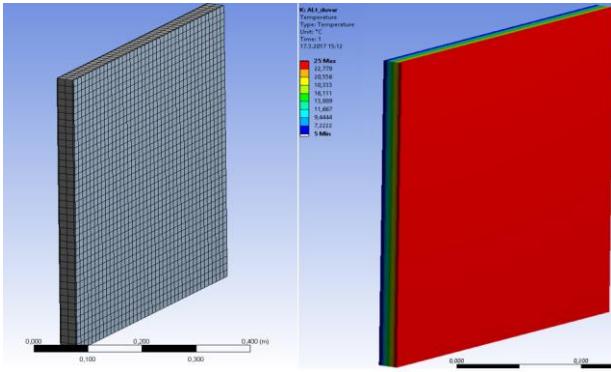 K: ALt_duvar
Temperature
Type: Temperature
Unit: °C
Time: 1
17.3.2017 15:12
25 Max
22,778
20,556
18,333
16,111
13,889
11,667
9,4444
7,2222
5 Min
0,000
0,200
0,400 (m)
0,100
0,300
0,000